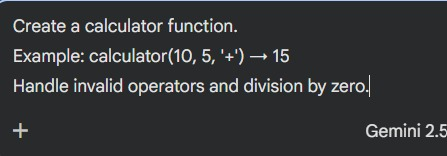 Create a calculator function.
Example: calculator(10, 5, '+') → 15
Handle invalid operators and division by zero.
+
Gemini 2.5